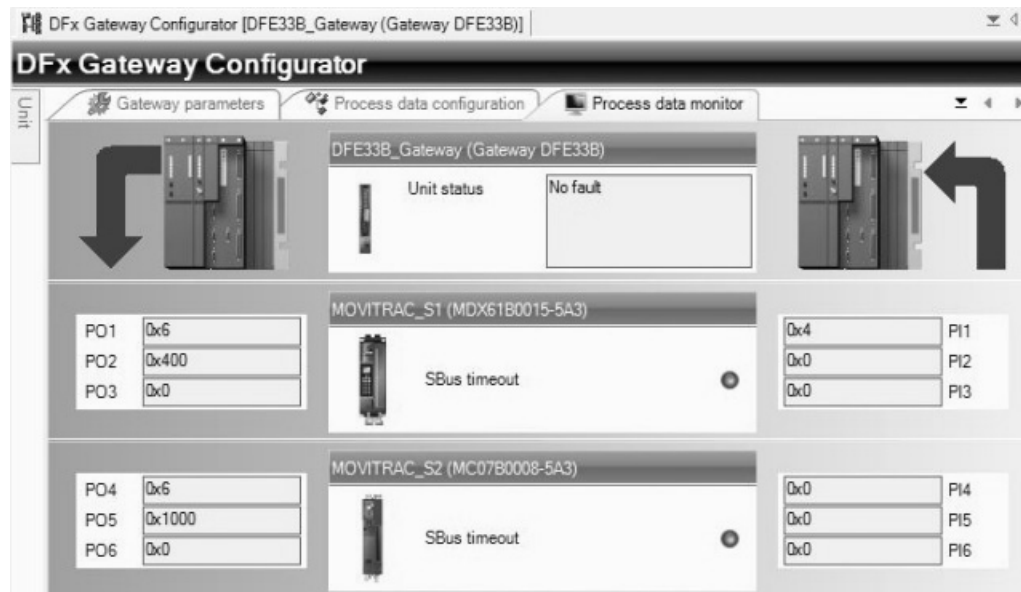 DFx Gateway Configurator [DFE33B_Gateway (Gateway DFE33B)]
DFx Gateway Configurator
Unit
Gateway parameters
Process data configuration
Process data monitor
DFE33B_Gateway (Gateway DFE33B)
Unit status
No fault
MOVITRAC_S1 (MDX61B0015-5A3)
PO1 0x6
PO2 0x400
PO3 0x0
SBus timeout
0x4 PI1
0x0 PI2
0x0 PI3
MOVITRAC_S2 (MC07B0008-5A3)
PO4 0x6
PO5 0x1000
PO6 0x0
SBus timeout
0x0 PI4
0x0 PI5
0x0 PI6